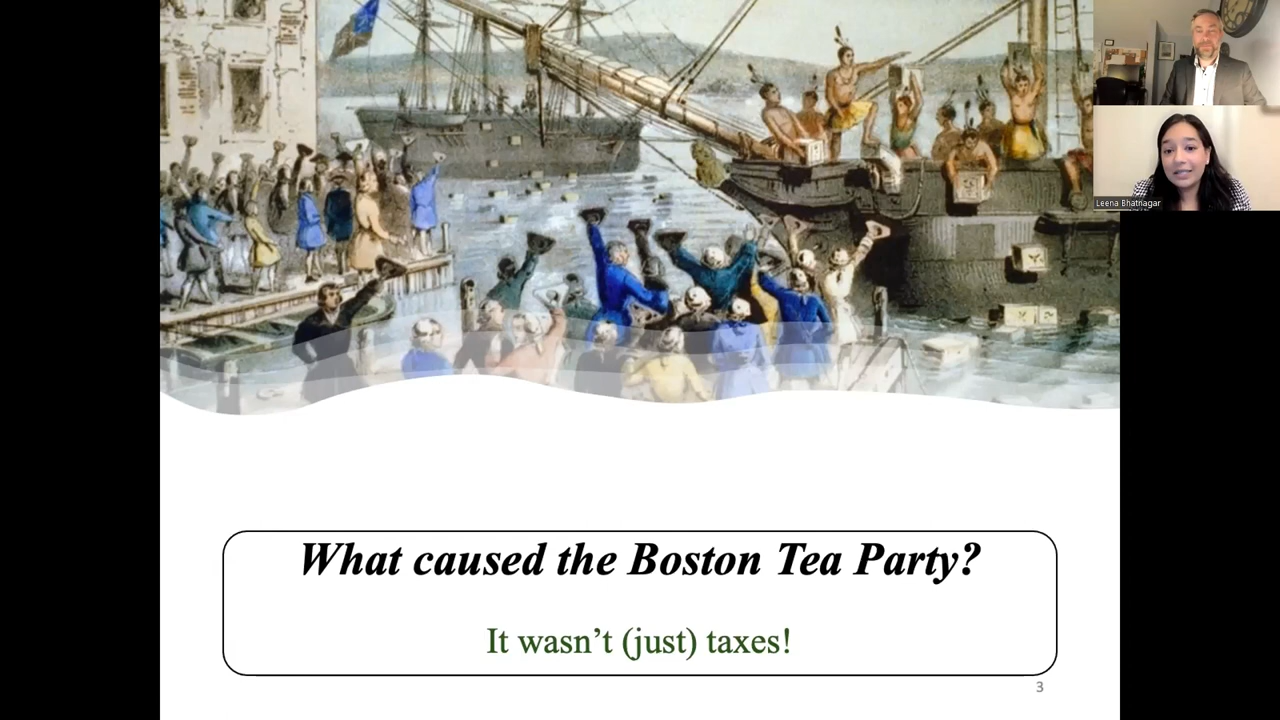 Leena Bhatnagar
What caused the Boston Tea Party?
It wasn't (just) taxes!
3